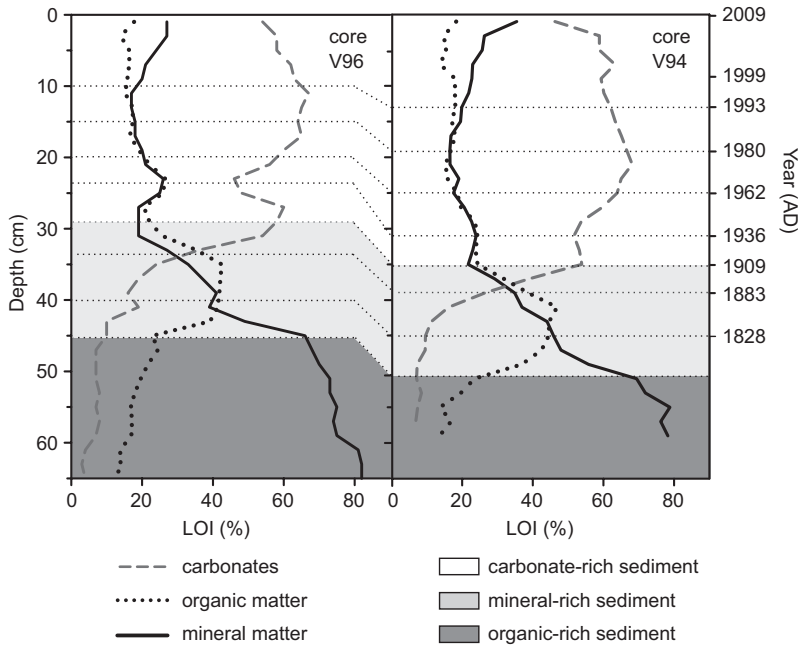 0
10
20
30
40
50
60
Depth (cm)
core
V96
core
V94
2009
1999
1993
1980
1962
1936
1909
1883
1828
Year (AD)
0 20 40 60 80 0 20 40 60 80
LOI (%) LOI (%)
carbonates
organic matter
mineral matter
carbonate-rich sediment
mineral-rich sediment
organic-rich sediment